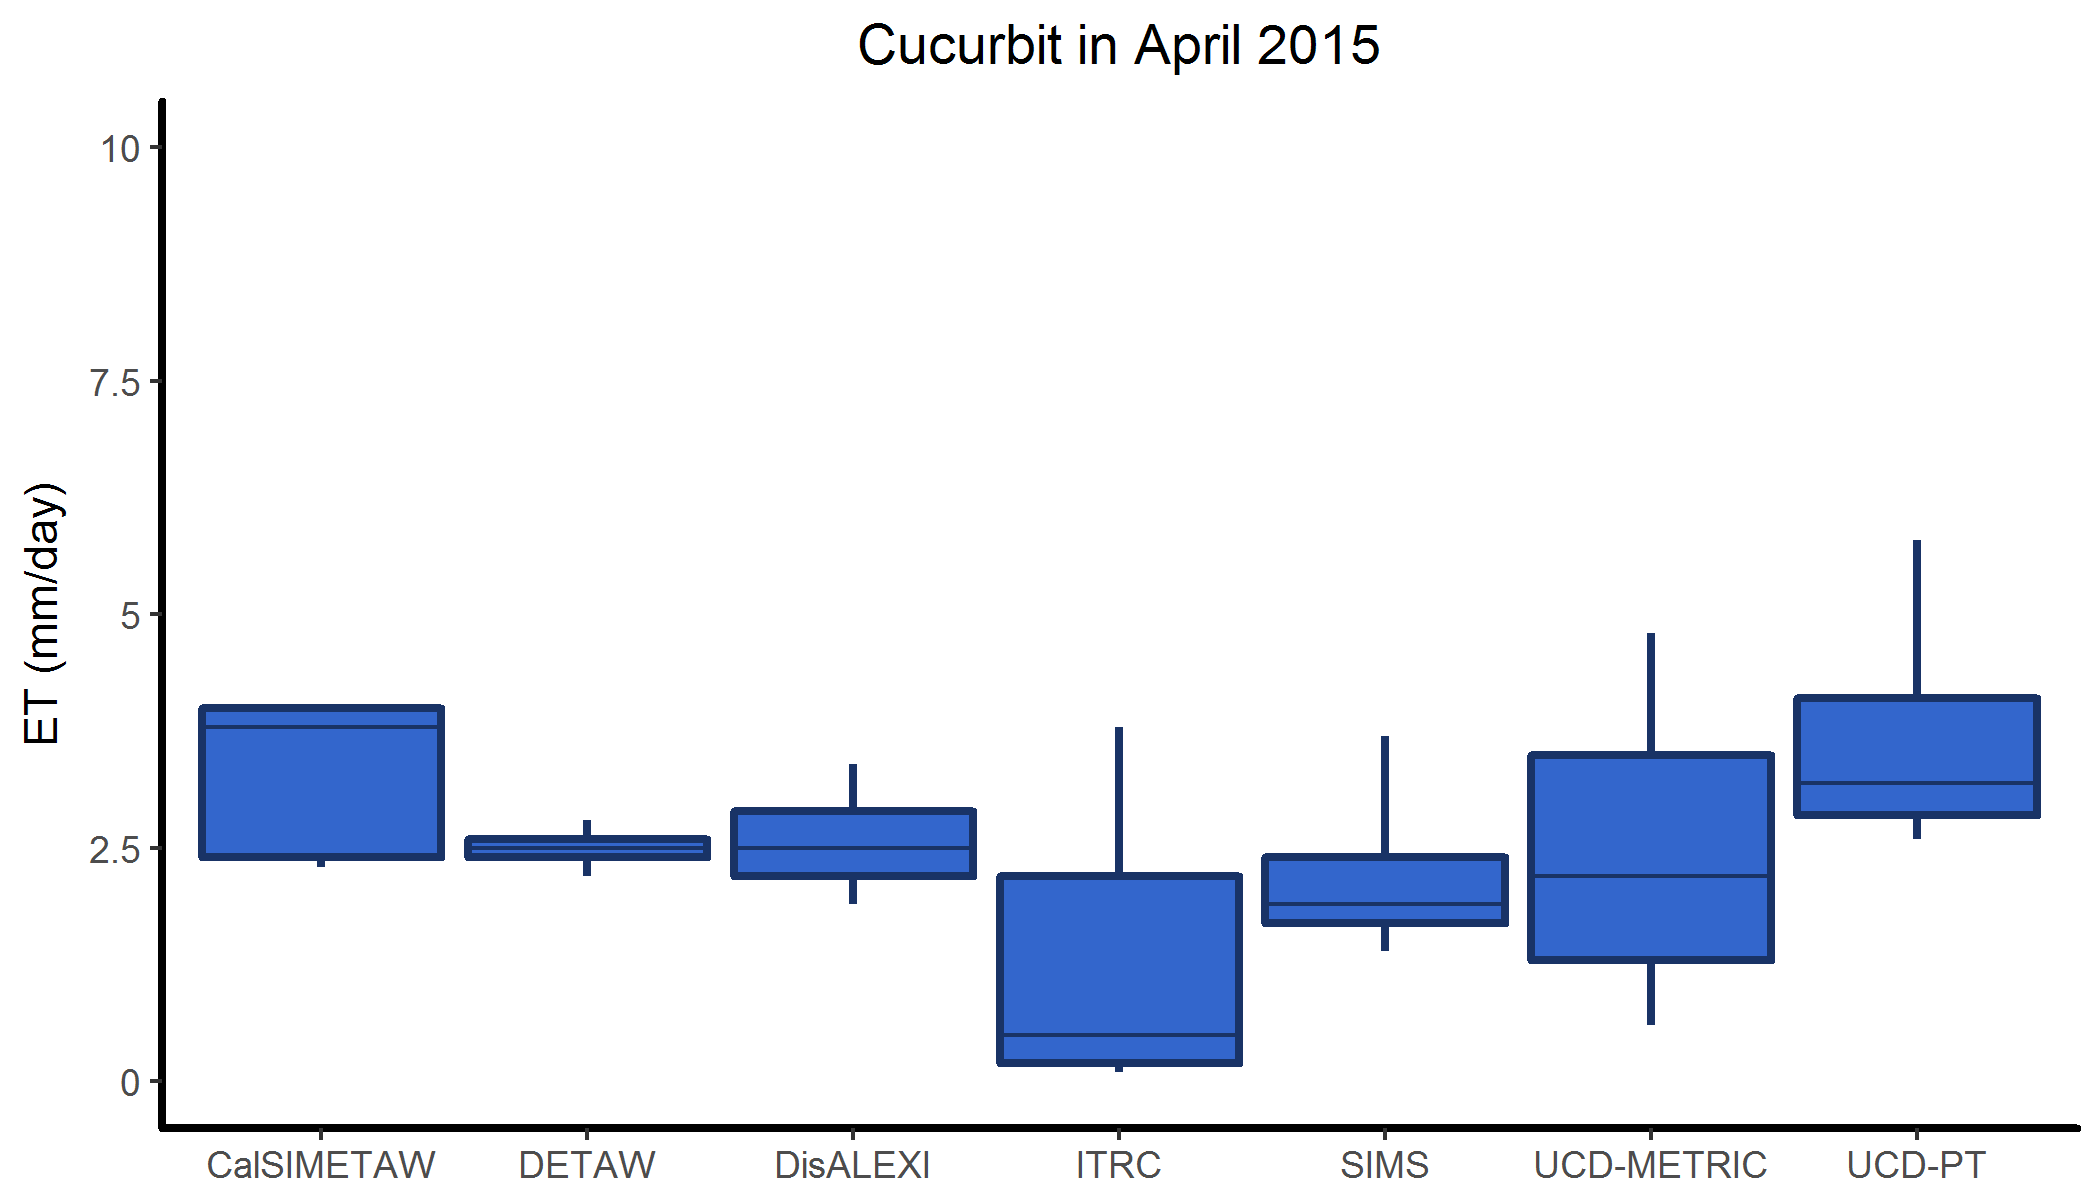 Cucurbit in April 2015
ET (mm/day)
10
7.5
5
2.5
0
CalSIMETAW
DETAW
DisALEXI
ITRC
SIMS
UCD-METRIC
UCD-PT